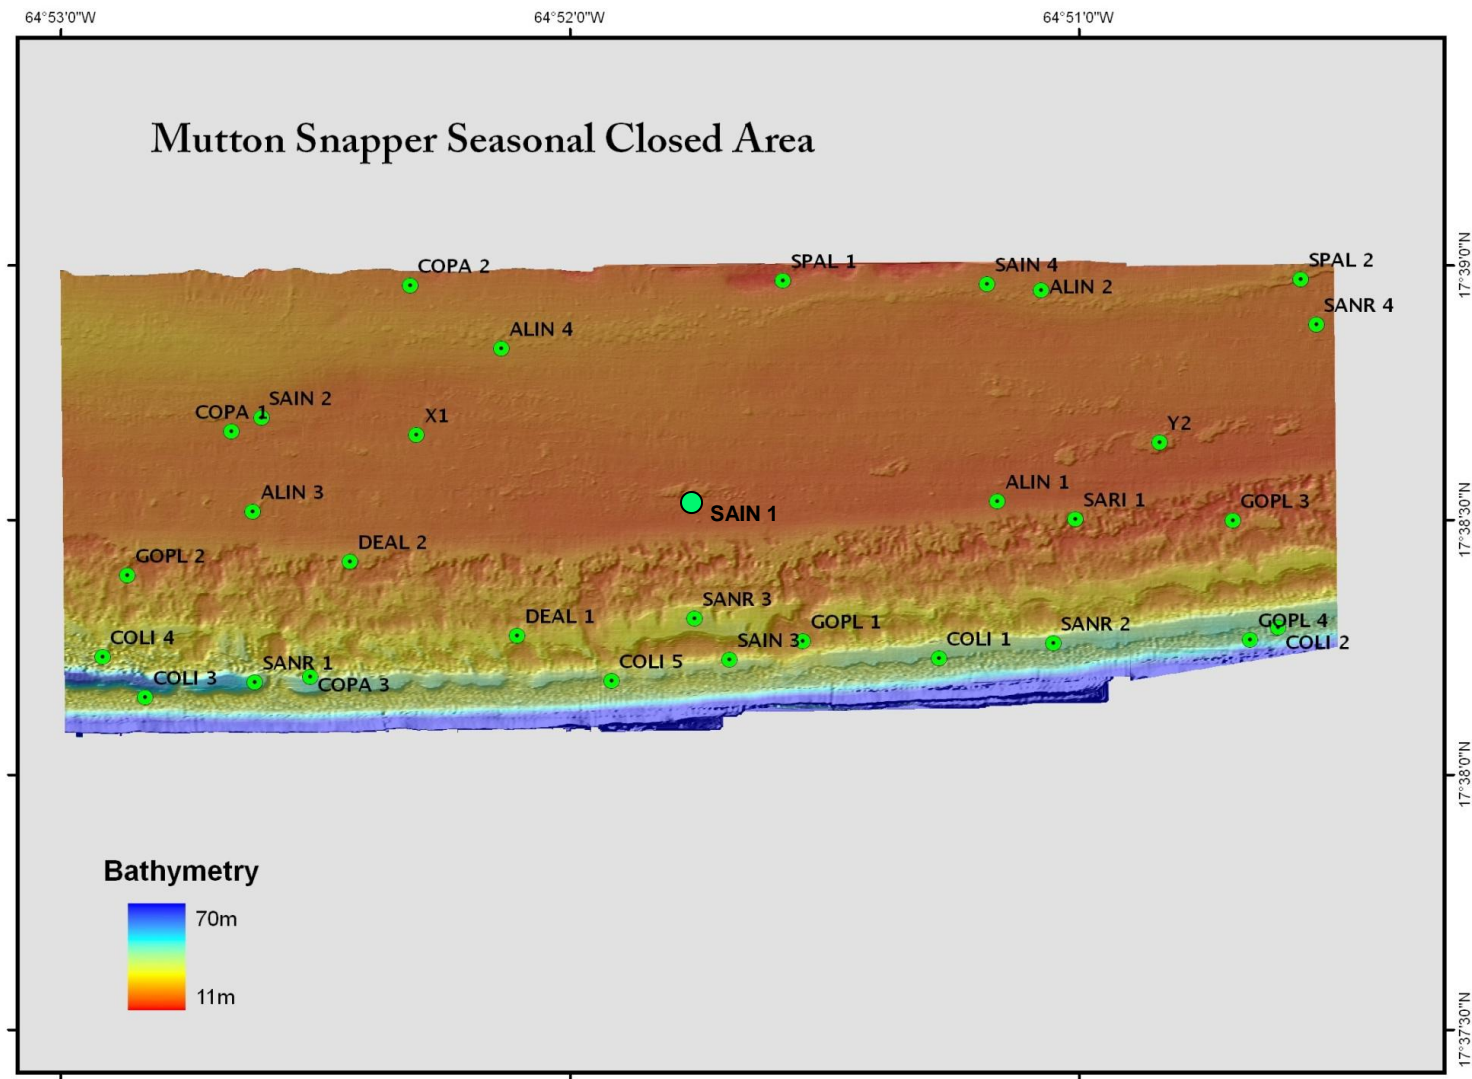 64°53'0"W 64°52'0"W 64°51'0"W
Mutton Snapper Seasonal Closed Area
17°39'0"N
COPA 2
SPAL 1
SAIN 4
ALIN 2
SPAL 2
SANR 4
ALIN 4
COPA 1
SAIN 2
X1
Y2
ALIN 3
SAIN 1
ALIN 1
SARI 1
GOPL 3
17°38'30"N
GOPL 2
DEAL 2
DEAL 1
SANR 3
GOPL 1
SANR 2
GOPL 4
COLI 4
SAIN 3
COLI 1
COLI 2
COLI 3
SANR 1
COPA 3
COLI 5
17°38'0"N
Bathymetry
70m
11m
17°37'30"N